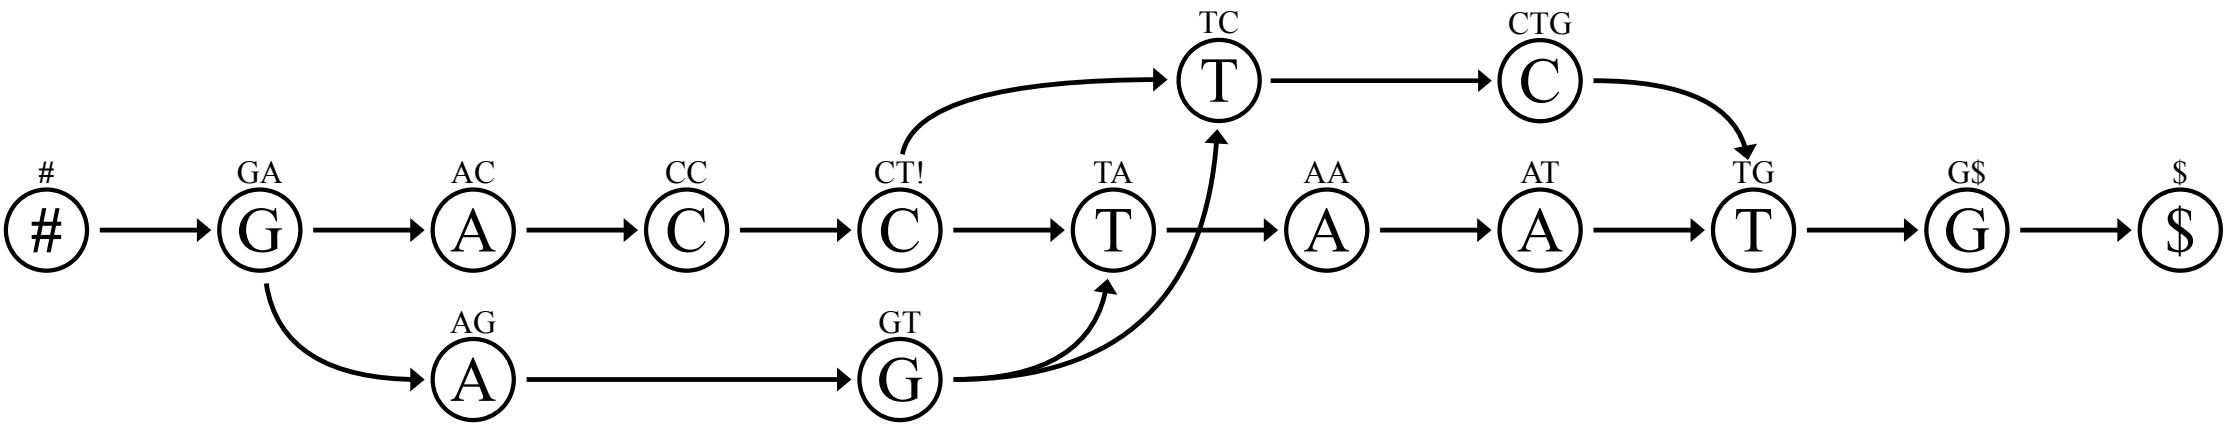 TC CTG
T C
# GA AC CC CT! TA AA AT TG G$ $
# G A C C T A A T G $
AG GT
A G